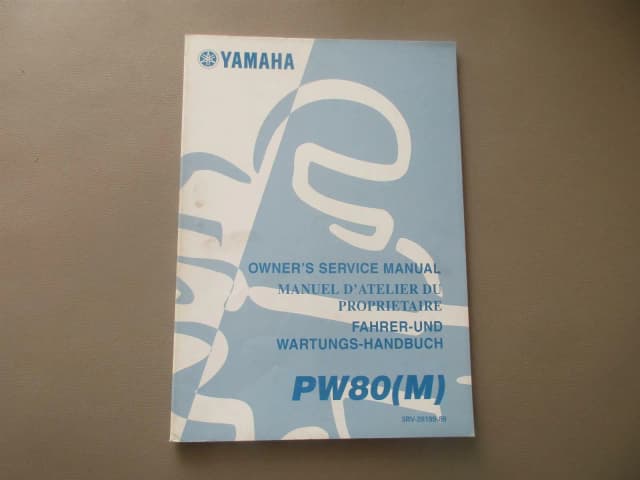 YAMAHA
OWNER'S SERVICE MANUAL
MANUEL D'ATELIER DU
PROPRIETAIRE
FAHRER-UND
WARTUNGS-HANDBUCH
PW80(M)